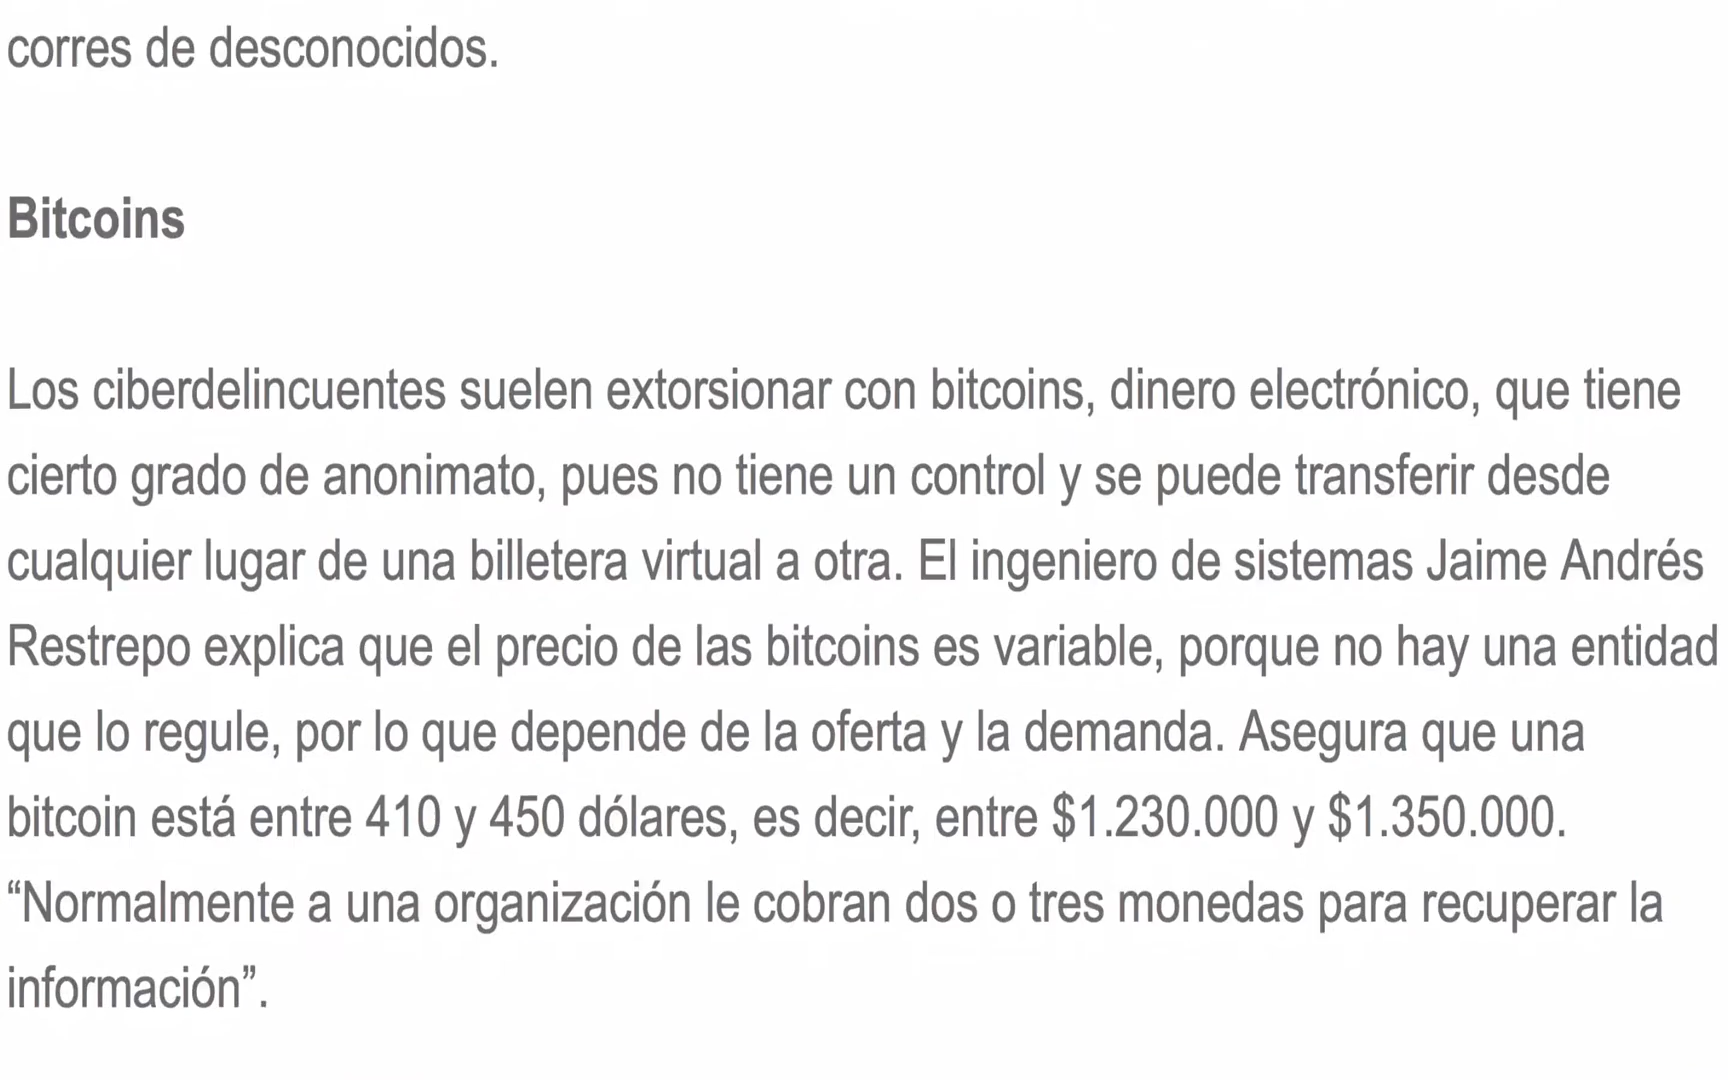 corres de desconocidos.
Bitcoins
Los ciberdelincuentes suelen extorsionar con bitcoins, dinero electrónico, que tiene
cierto grado de anonimato, pues no tiene un control y se puede transferir desde
cualquier lugar de una billetera virtual a otra. El ingeniero de sistemas Jaime Andrés
Restrepo explica que el precio de las bitcoins es variable, porque no hay una entidad
que lo regule, por lo que depende de la oferta y la demanda. Asegura que una
bitcoin está entre 410 y 450 dólares, es decir, entre $1.230.000 y $1.350.000.
“Normalmente a una organización le cobran dos o tres monedas para recuperar la
información”.